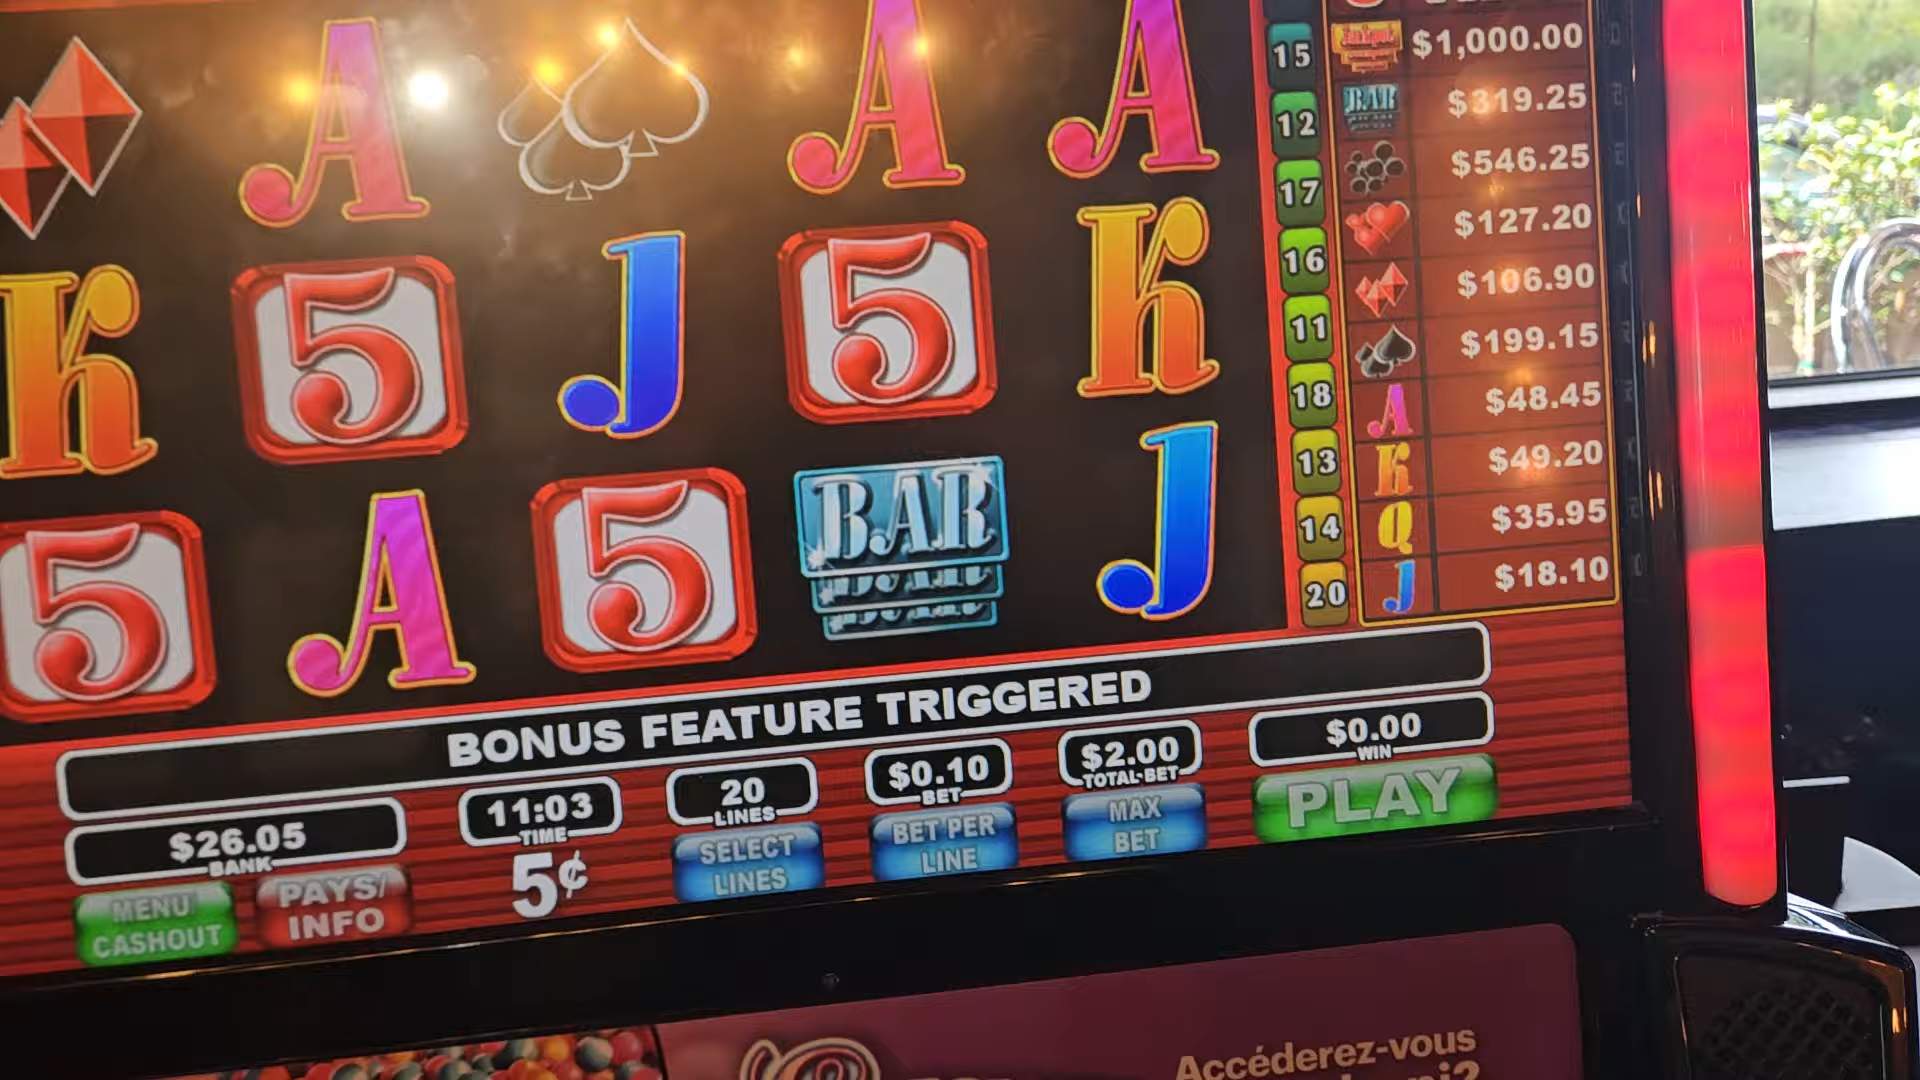 A A A
15 Jackpot $1,000.00
12 BAR $319.25
17 $546.25
16 $127.20
11 $106.90
18 $199.15
13 A $48.45
14 K $49.20
20 Q $35.95
J $18.10
K 5 J 5 K
5 A 5 BAR J
BONUS FEATURE TRIGGERED
$26.05
BANK
11:03
TIME
20
LINES
$0.10
BET
$2.00
TOTAL-BET
$0.00
WIN
MENU
CASHOUT
PAYS/
INFO
5¢
SELECT
LINES
BET PER
LINE
MAX
BET
PLAY
Accéderez-vous